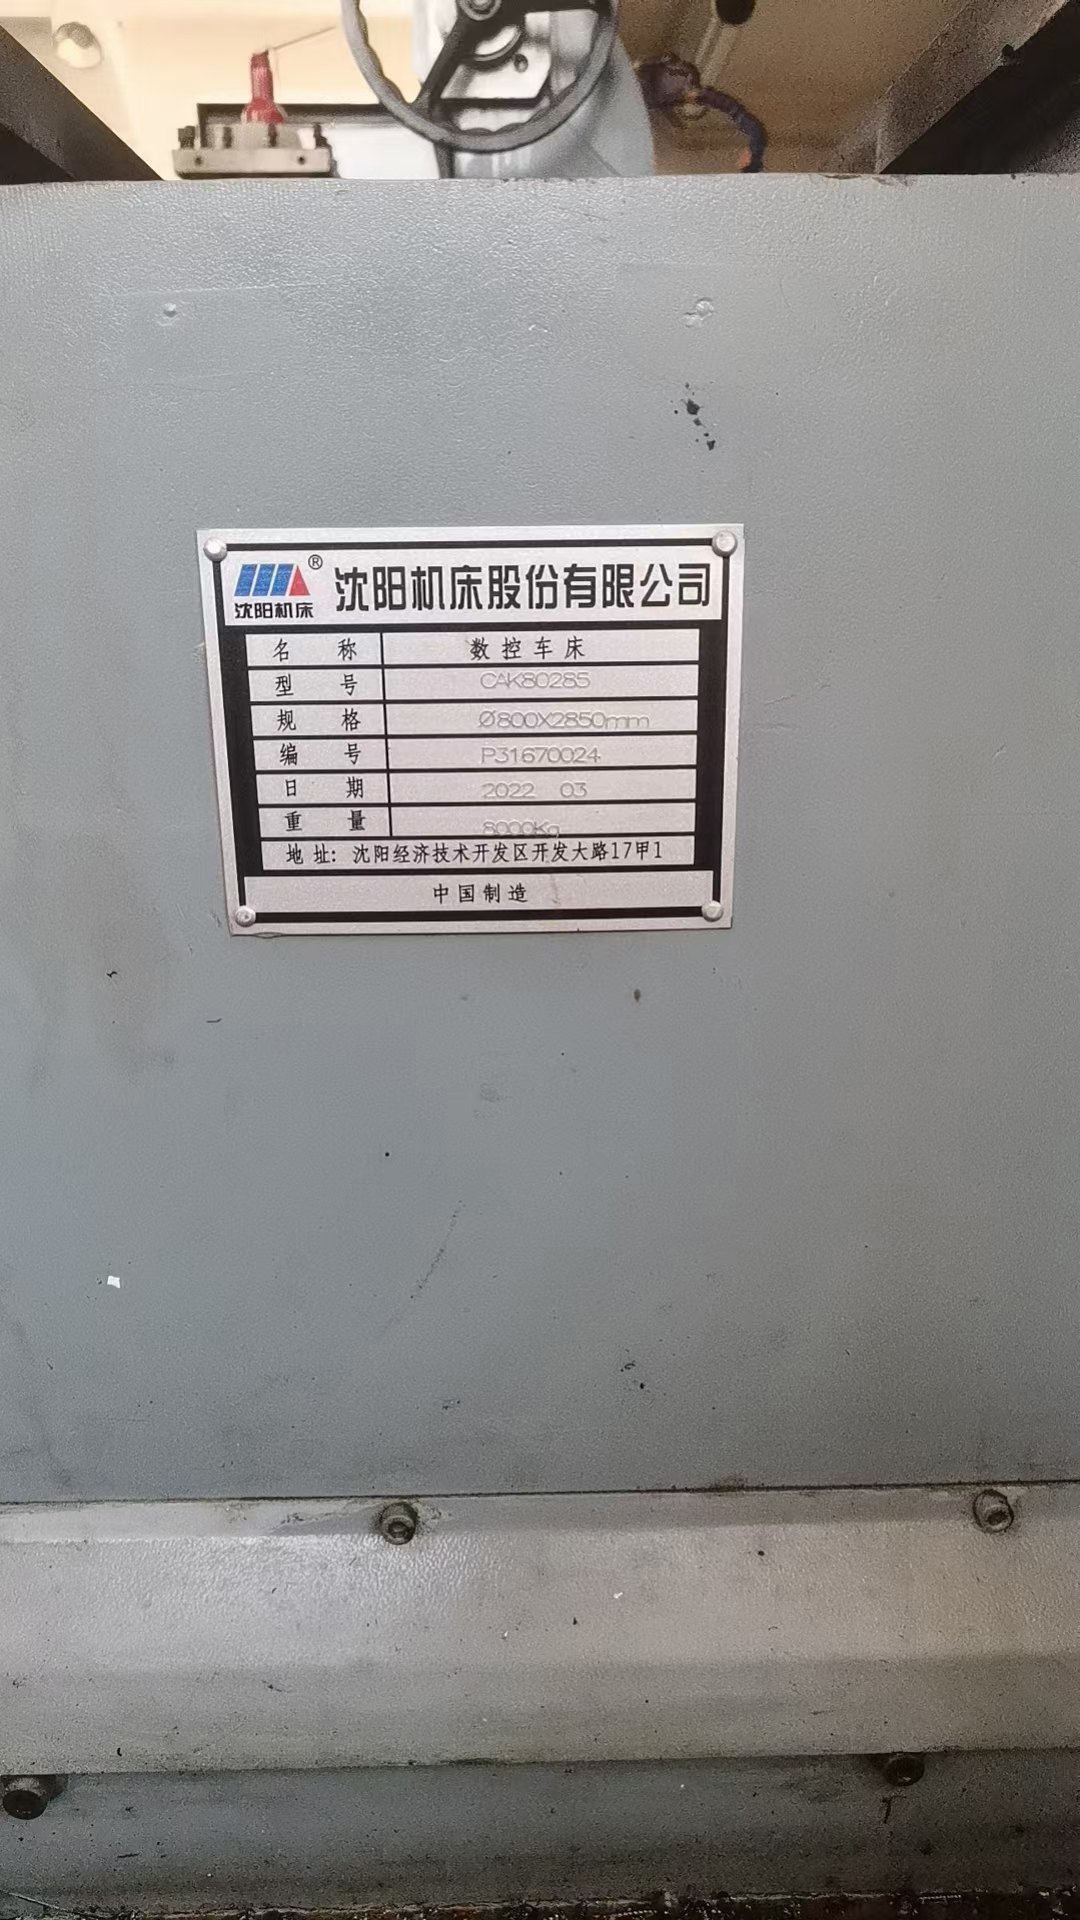 ® 沈阳机床股份有限公司
沈阳机床
名 称 数控车床
型 号 CAK80285
规 格 Ø800X2850mm
编 号 P31670024
日 期 2022 03
重 量 8000Kg
地址: 沈阳经济技术开发区开发大路17甲1
中国制造